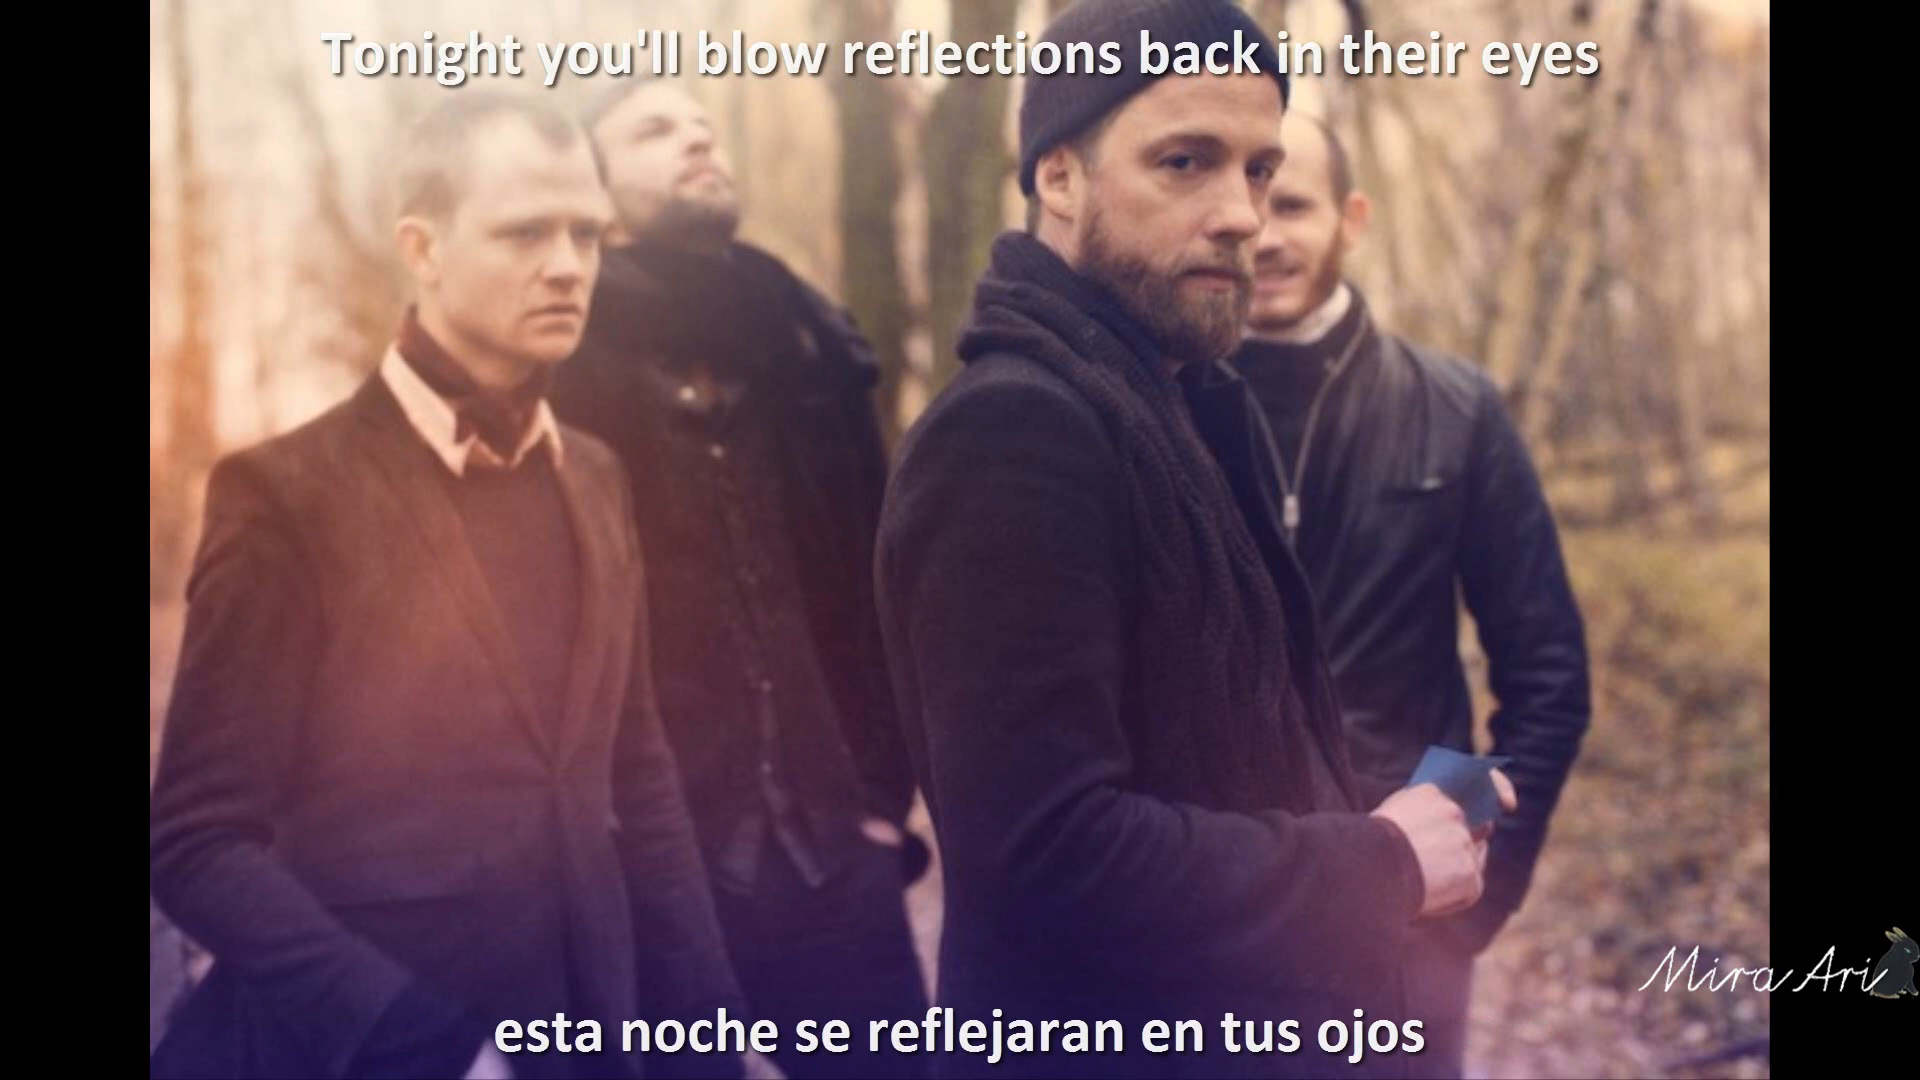 Tonight you'll blow reflections back in their eyes
Mira Ari
esta noche se reflejaran en tus ojos